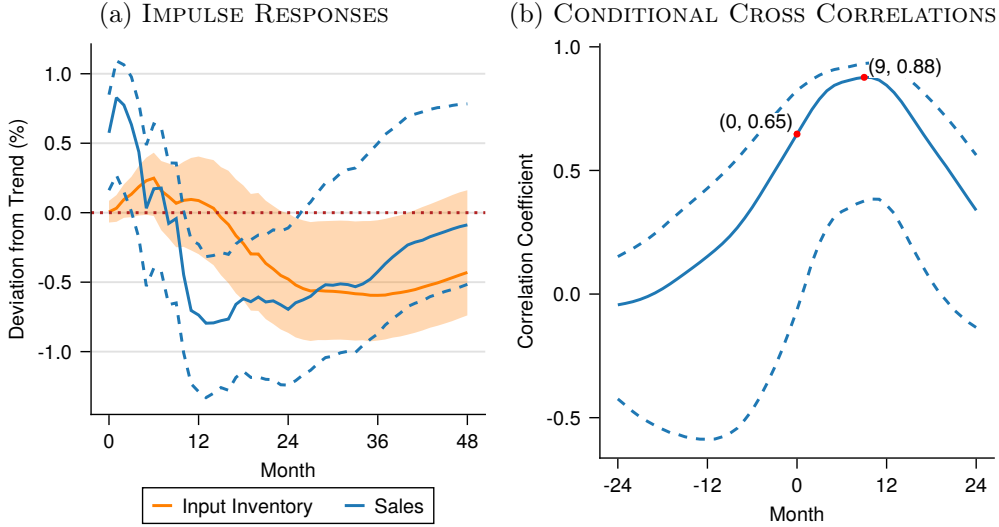 (a) IMPULSE RESPONSES
Deviation from Trend (%)
1.0
0.5
0.0
-0.5
-1.0
0 12 24 36 48
Month
Input Inventory Sales
(b) CONDITIONAL CROSS CORRELATIONS
Correlation Coefficient
1.0
0.5
0.0
-0.5
(0, 0.65)
(9, 0.88)
-24 -12 0 12 24
Month